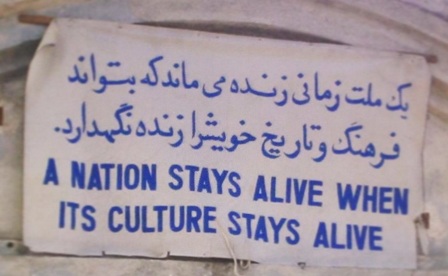 یک ملت زمانی زنده می ماند که بتواند
فرهنگ و تاریخ خویشرا زنده نگهدارد.
A NATION STAYS ALIVE WHEN
ITS CULTURE STAYS ALIVE